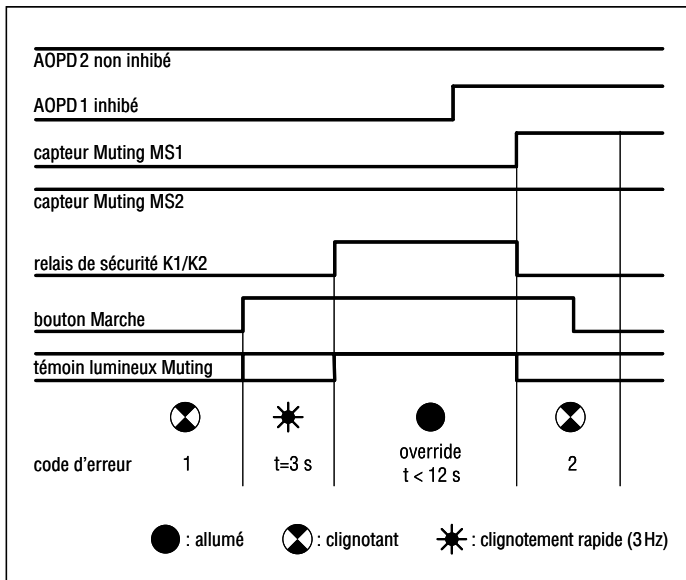 AOPD 2 non inhibé
AOPD 1 inhibé
capteur Muting MS1
capteur Muting MS2
relais de sécurité K1/K2
bouton Marche
témoin lumineux Muting
code d'erreur 1 t=3 s override t < 12 s 2
: allumé : clignotant : clignotement rapide (3 Hz)